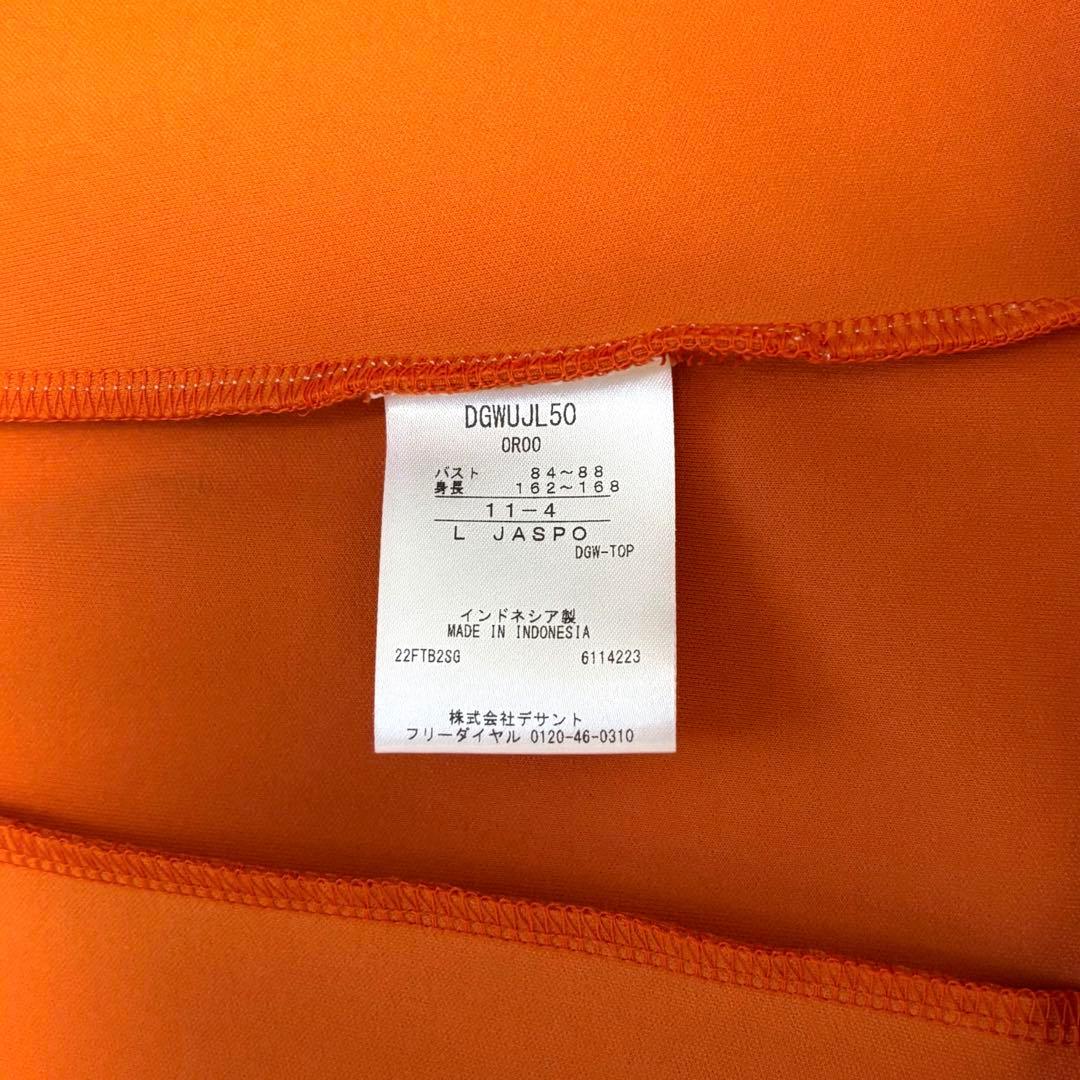 DGWUJL50
OR00
バスト 84～88
身長 162～168
11-4
L JASPO
DGW-TOP
インドネシア製
MADE IN INDONESIA
22FTB2SG 6114223
株式会社デサント
フリーダイヤル 0120-46-0310